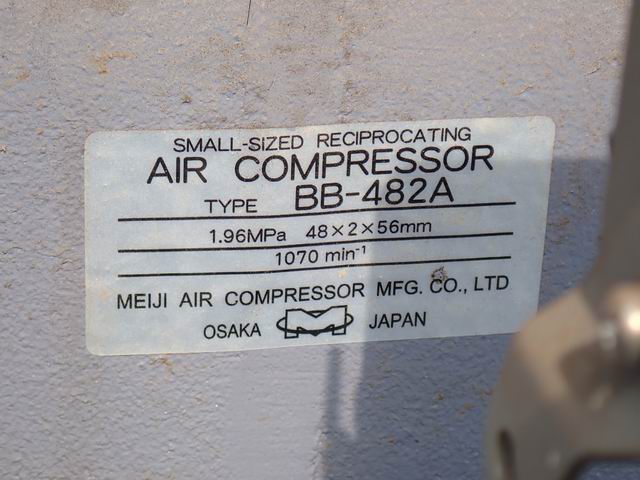 SMALL-SIZED RECIPROCATING
AIR COMPRESSOR
TYPE BB-482A
1.96MPa 48×2×56mm
1070 min⁻¹
MEIJI AIR COMPRESSOR MFG. CO., LTD
OSAKA JAPAN